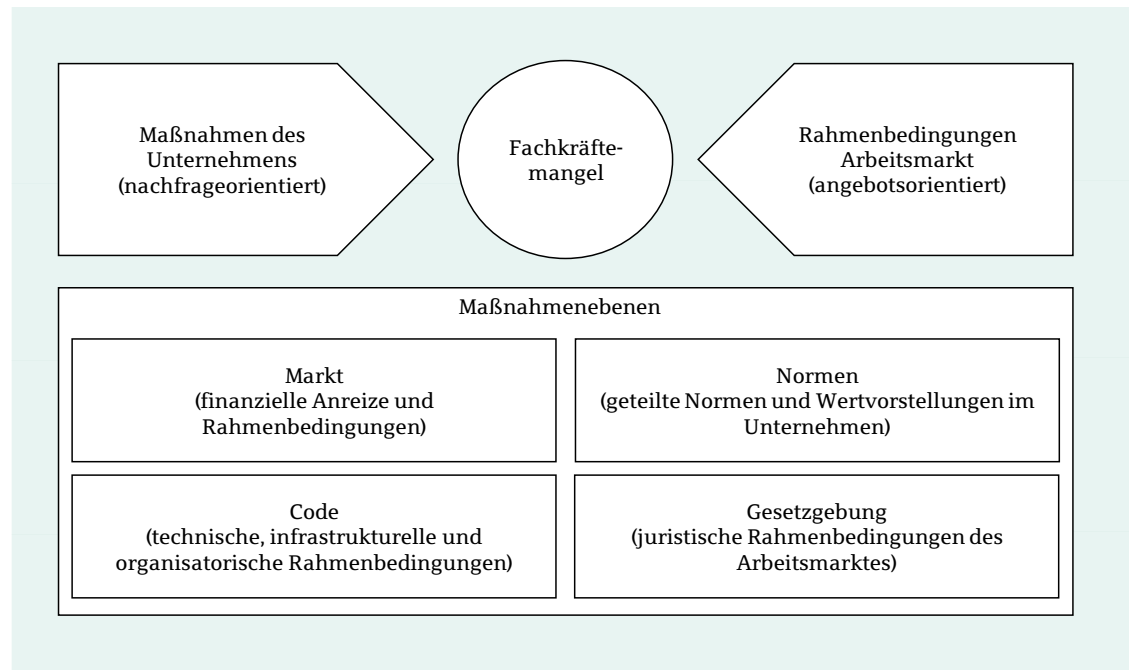 Maßnahmen des
Unternehmens
(nachfrageorientiert)
Fachkräfte-
mangel
Rahmenbedingungen
Arbeitsmarkt
(angebotsorientiert)
Maßnahmenebenen
Markt
(finanzielle Anreize und
Rahmenbedingungen)
Normen
(geteilte Normen und Wertvorstellungen im
Unternehmen)
Code
(technische, infrastrukturelle und
organisatorische Rahmenbedingungen)
Gesetzgebung
(juristische Rahmenbedingungen des
Arbeitsmarktes)